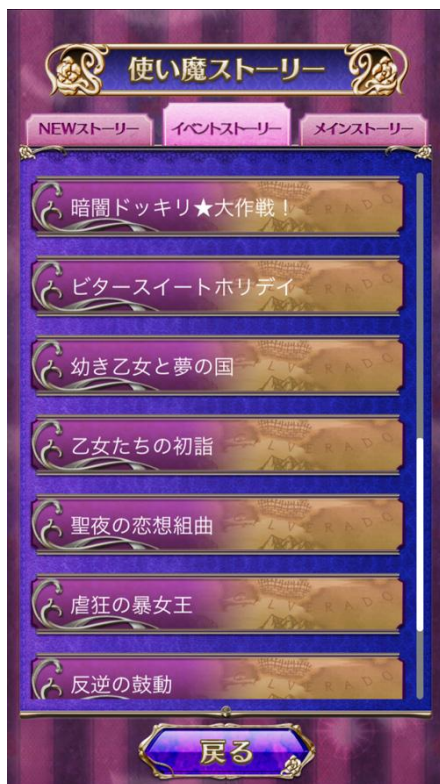 使い魔ストーリー
NEWストーリー
イベントストーリー
メインストーリー
暗闇ドッキリ★大作戦！
ビタースイートホリデイ
幼き乙女と夢の国
乙女たちの初詣
聖夜の恋想組曲
虐狂の暴女王
反逆の鼓動
戻る